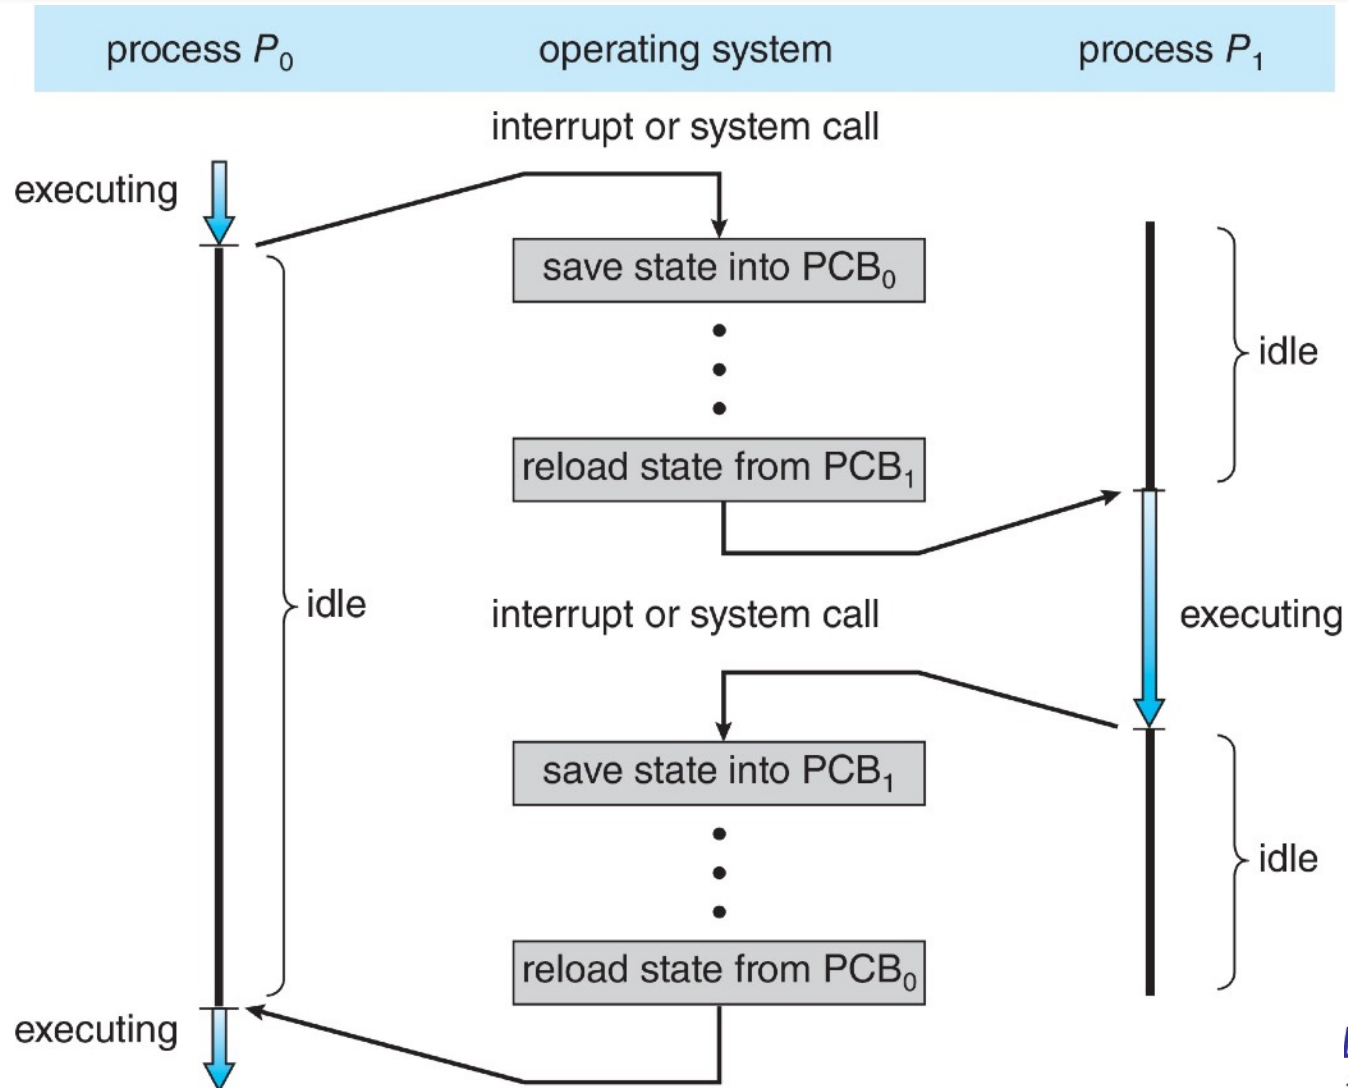 process P₀
operating system
process P₁
interrupt or system call
executing
save state into PCB₀
idle
reload state from PCB₁
idle
interrupt or system call
executing
save state into PCB₁
idle
reload state from PCB₀
executing